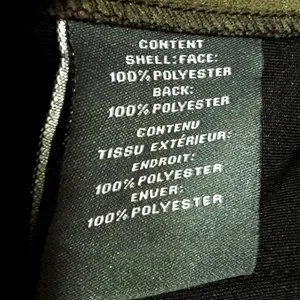 CONTENT
SHELL:FACE:
100% POLYESTER
BACK:
100% POLYESTER
CONTENU
TISSU EXTÉRIEUR:
ENDROIT:
100% POLYESTER
ENVER:
100% POLYESTER